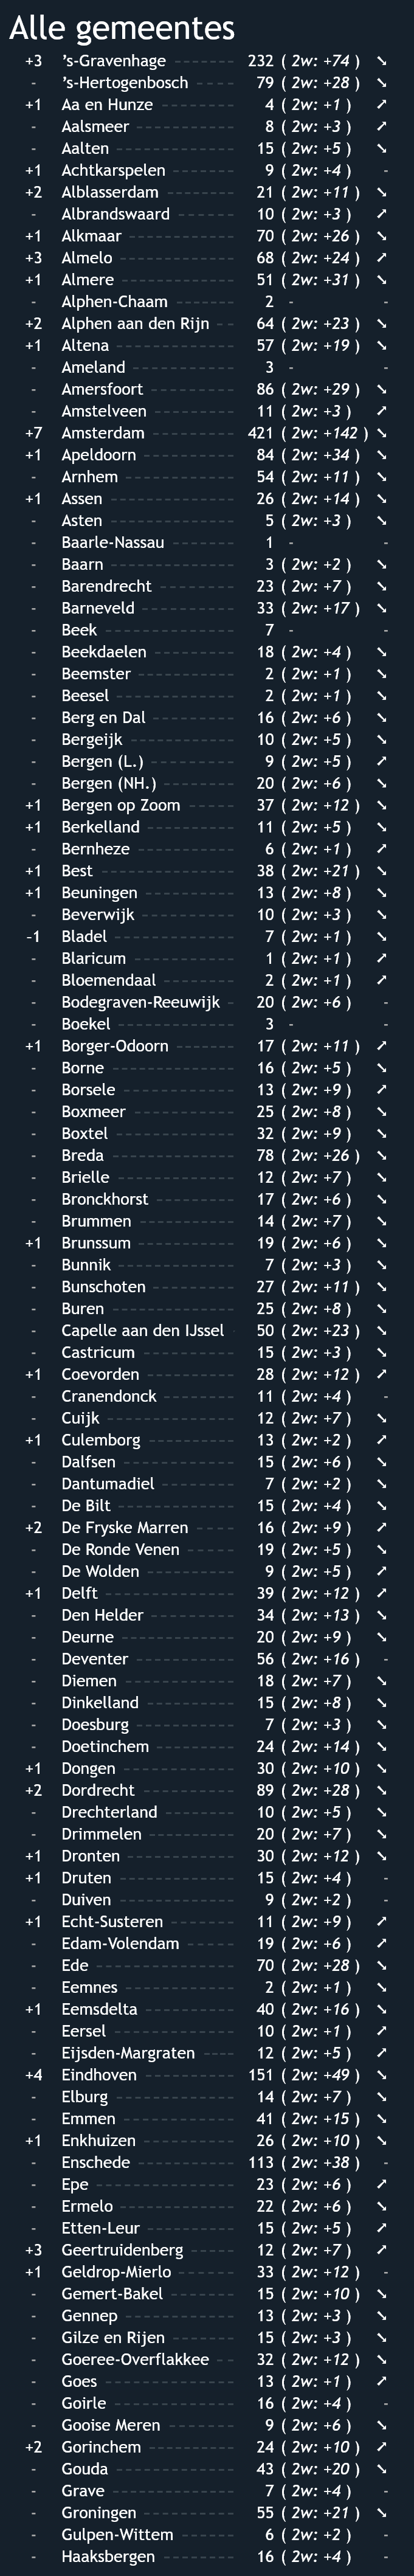 Alle gemeentes
+3 ’s-Gravenhage 232 ( 2w: +74 ) ➘
- ’s-Hertogenbosch 79 ( 2w: +28 ) ➘
+1 Aa en Hunze 4 ( 2w: +1 ) ➚
- Aalsmeer 8 ( 2w: +3 ) ➚
- Aalten 15 ( 2w: +5 ) ➘
+1 Achtkarspelen 9 ( 2w: +4 ) -
+2 Alblasserdam 21 ( 2w: +11 ) ➘
- Albrandswaard 10 ( 2w: +3 ) ➚
+1 Alkmaar 70 ( 2w: +26 ) ➘
+3 Almelo 68 ( 2w: +24 ) ➚
+1 Almere 51 ( 2w: +31 ) ➘
- Alphen-Chaam 2 - -
+2 Alphen aan den Rijn 64 ( 2w: +23 ) ➘
+1 Altena 57 ( 2w: +19 ) ➘
- Ameland 3 - -
- Amersfoort 86 ( 2w: +29 ) ➘
- Amstelveen 11 ( 2w: +3 ) ➚
+7 Amsterdam 421 ( 2w: +142 ) ➘
+1 Apeldoorn 84 ( 2w: +34 ) ➘
- Arnhem 54 ( 2w: +11 ) ➘
+1 Assen 26 ( 2w: +14 ) ➘
- Asten 5 ( 2w: +3 ) ➘
- Baarle-Nassau 1 - -
- Baarn 3 ( 2w: +2 ) ➘
- Barendrecht 23 ( 2w: +7 ) ➘
- Barneveld 33 ( 2w: +17 ) ➘
- Beek 7 - -
- Beekdaelen 18 ( 2w: +4 ) ➘
- Beemster 2 ( 2w: +1 ) ➘
- Beesel 2 ( 2w: +1 ) ➘
- Berg en Dal 16 ( 2w: +6 ) ➘
- Bergeijk 10 ( 2w: +5 ) ➘
- Bergen (L.) 9 ( 2w: +5 ) ➚
- Bergen (NH.) 20 ( 2w: +6 ) ➘
+1 Bergen op Zoom 37 ( 2w: +12 ) ➘
+1 Berkelland 11 ( 2w: +5 ) ➘
- Bernheze 6 ( 2w: +1 ) ➚
+1 Best 38 ( 2w: +21 ) ➘
+1 Beuningen 13 ( 2w: +8 ) ➘
- Beverwijk 10 ( 2w: +3 ) ➘
-1 Bladel 7 ( 2w: +1 ) ➘
- Blaricum 1 ( 2w: +1 ) ➚
- Bloemendaal 2 ( 2w: +1 ) ➚
- Bodegraven-Reeuwijk 20 ( 2w: +6 ) -
- Boekel 3 - -
+1 Borger-Odoorn 17 ( 2w: +11 ) ➚
- Borne 16 ( 2w: +5 ) ➘
- Borsele 13 ( 2w: +9 ) ➚
- Boxmeer 25 ( 2w: +8 ) ➘
- Boxtel 32 ( 2w: +9 ) ➘
- Breda 78 ( 2w: +26 ) ➘
- Brielle 12 ( 2w: +7 ) ➘
- Bronckhorst 17 ( 2w: +6 ) ➘
- Brummen 14 ( 2w: +7 ) ➘
+1 Brunssum 19 ( 2w: +6 ) ➘
- Bunnik 7 ( 2w: +3 ) ➘
- Bunschoten 27 ( 2w: +11 ) ➘
- Buren 25 ( 2w: +8 ) ➘
- Capelle aan den IJssel 50 ( 2w: +23 ) ➘
- Castricum 15 ( 2w: +3 ) ➘
+1 Coevorden 28 ( 2w: +12 ) ➚
- Cranendonck 11 ( 2w: +4 ) -
- Cuijk 12 ( 2w: +7 ) ➘
+1 Culemborg 13 ( 2w: +2 ) ➚
- Dalfsen 15 ( 2w: +6 ) ➘
- Dantumadiel 7 ( 2w: +2 ) ➘
- De Bilt 15 ( 2w: +4 ) ➘
+2 De Fryske Marren 16 ( 2w: +9 ) ➚
- De Ronde Venen 19 ( 2w: +5 ) ➘
- De Wolden 9 ( 2w: +5 ) ➚
+1 Delft 39 ( 2w: +12 ) ➚
- Den Helder 34 ( 2w: +13 ) ➘
- Deurne 20 ( 2w: +9 ) ➘
- Deventer 56 ( 2w: +16 ) -
- Diemen 18 ( 2w: +7 ) ➘
- Dinkelland 15 ( 2w: +8 ) ➘
- Doesburg 7 ( 2w: +3 ) ➘
- Doetinchem 24 ( 2w: +14 ) ➘
+1 Dongen 30 ( 2w: +10 ) ➘
+2 Dordrecht 89 ( 2w: +28 ) ➘
- Drechterland 10 ( 2w: +5 ) ➘
- Drimmelen 20 ( 2w: +7 ) ➘
+1 Dronten 30 ( 2w: +12 ) ➘
+1 Druten 15 ( 2w: +4 ) -
- Duiven 9 ( 2w: +2 ) -
+1 Echt-Susteren 11 ( 2w: +9 ) ➚
- Edam-Volendam 19 ( 2w: +6 ) ➚
- Ede 70 ( 2w: +28 ) ➘
- Eemnes 2 ( 2w: +1 ) ➘
+1 Eemsdelta 40 ( 2w: +16 ) ➘
- Eersel 10 ( 2w: +1 ) ➚
- Eijsden-Margraten 12 ( 2w: +5 ) ➚
+4 Eindhoven 151 ( 2w: +49 ) ➘
- Elburg 14 ( 2w: +7 ) ➘
- Emmen 41 ( 2w: +15 ) ➘
+1 Enkhuizen 26 ( 2w: +10 ) ➘
- Enschede 113 ( 2w: +38 ) -
- Epe 23 ( 2w: +6 ) ➚
- Ermelo 22 ( 2w: +6 ) ➘
- Etten-Leur 15 ( 2w: +5 ) ➚
+3 Geertruidenberg 12 ( 2w: +7 ) ➚
+1 Geldrop-Mierlo 33 ( 2w: +12 ) -
- Gemert-Bakel 15 ( 2w: +10 ) ➘
- Gennep 13 ( 2w: +3 ) ➘
- Gilze en Rijen 15 ( 2w: +3 ) ➘
- Goeree-Overflakkee 32 ( 2w: +12 ) ➘
- Goes 13 ( 2w: +1 ) ➚
- Goirle 16 ( 2w: +4 ) -
- Gooise Meren 9 ( 2w: +6 ) ➘
+2 Gorinchem 24 ( 2w: +10 ) ➚
- Gouda 43 ( 2w: +20 ) ➘
- Grave 7 ( 2w: +4 ) -
- Groningen 55 ( 2w: +21 ) ➘
- Gulpen-Wittem 6 ( 2w: +2 ) -
- Haaksbergen 16 ( 2w: +4 ) -